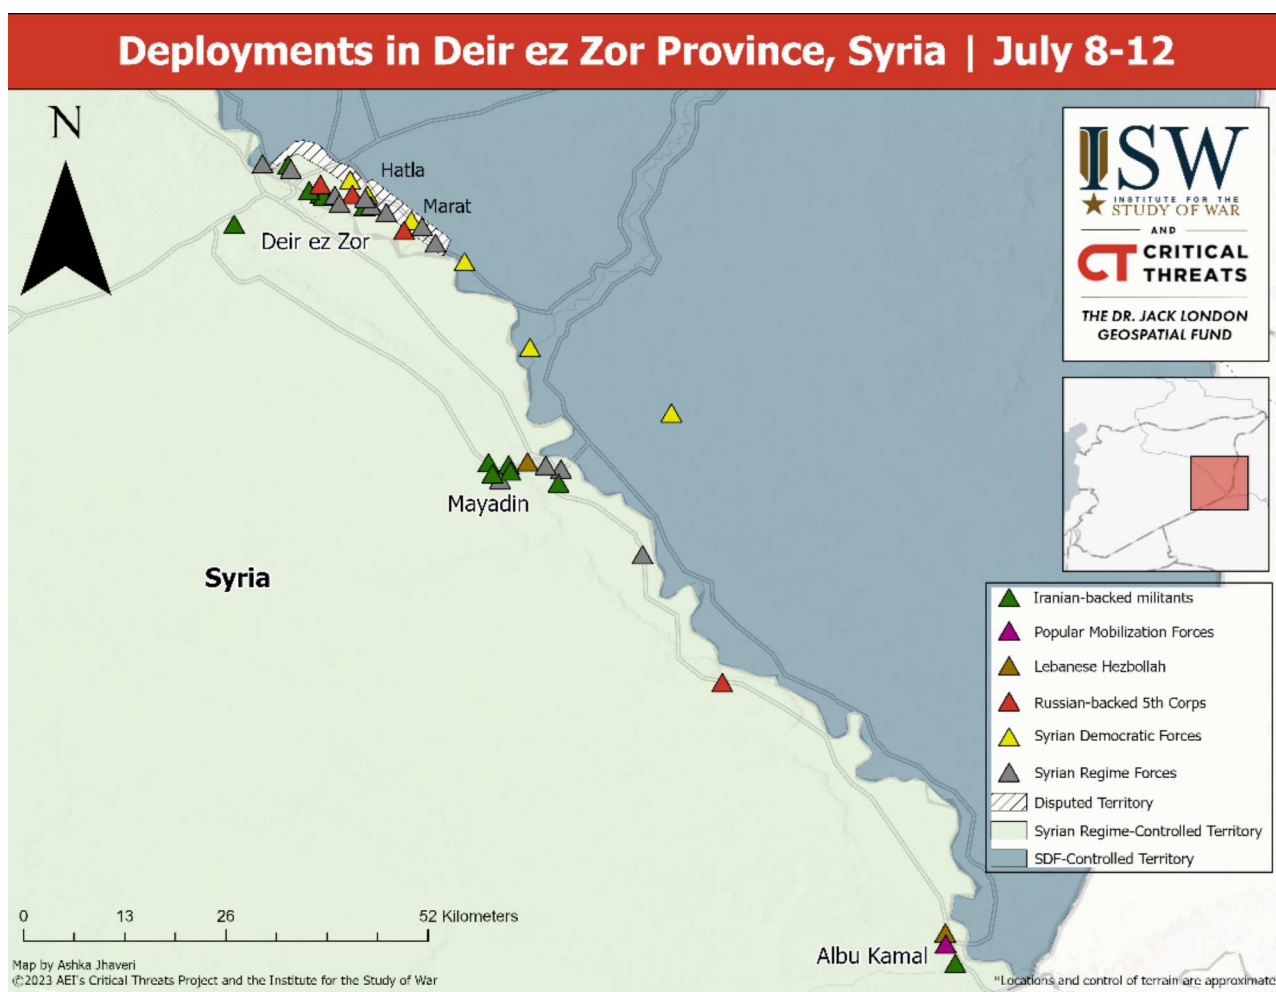 Deployments in Deir ez Zor Province, Syria | July 8-12
N
Hatla
Marat
Deir ez Zor
Mayadin
Syria
Albu Kamal
ISW
INSTITUTE FOR THE
STUDY OF WAR
AND
CT CRITICAL
THREATS
THE DR. JACK LONDON
GEOSPATIAL FUND
Iranian-backed militants
Popular Mobilization Forces
Lebanese Hezbollah
Russian-backed 5th Corps
Syrian Democratic Forces
Syrian Regime Forces
Disputed Territory
Syrian Regime-Controlled Territory
SDF-Controlled Territory
0 13 26 52 Kilometers
Map by Ashka Jhaveri
©2023 AEI's Critical Threats Project and the Institute for the Study of War
*Locations and control of terrain are approximate